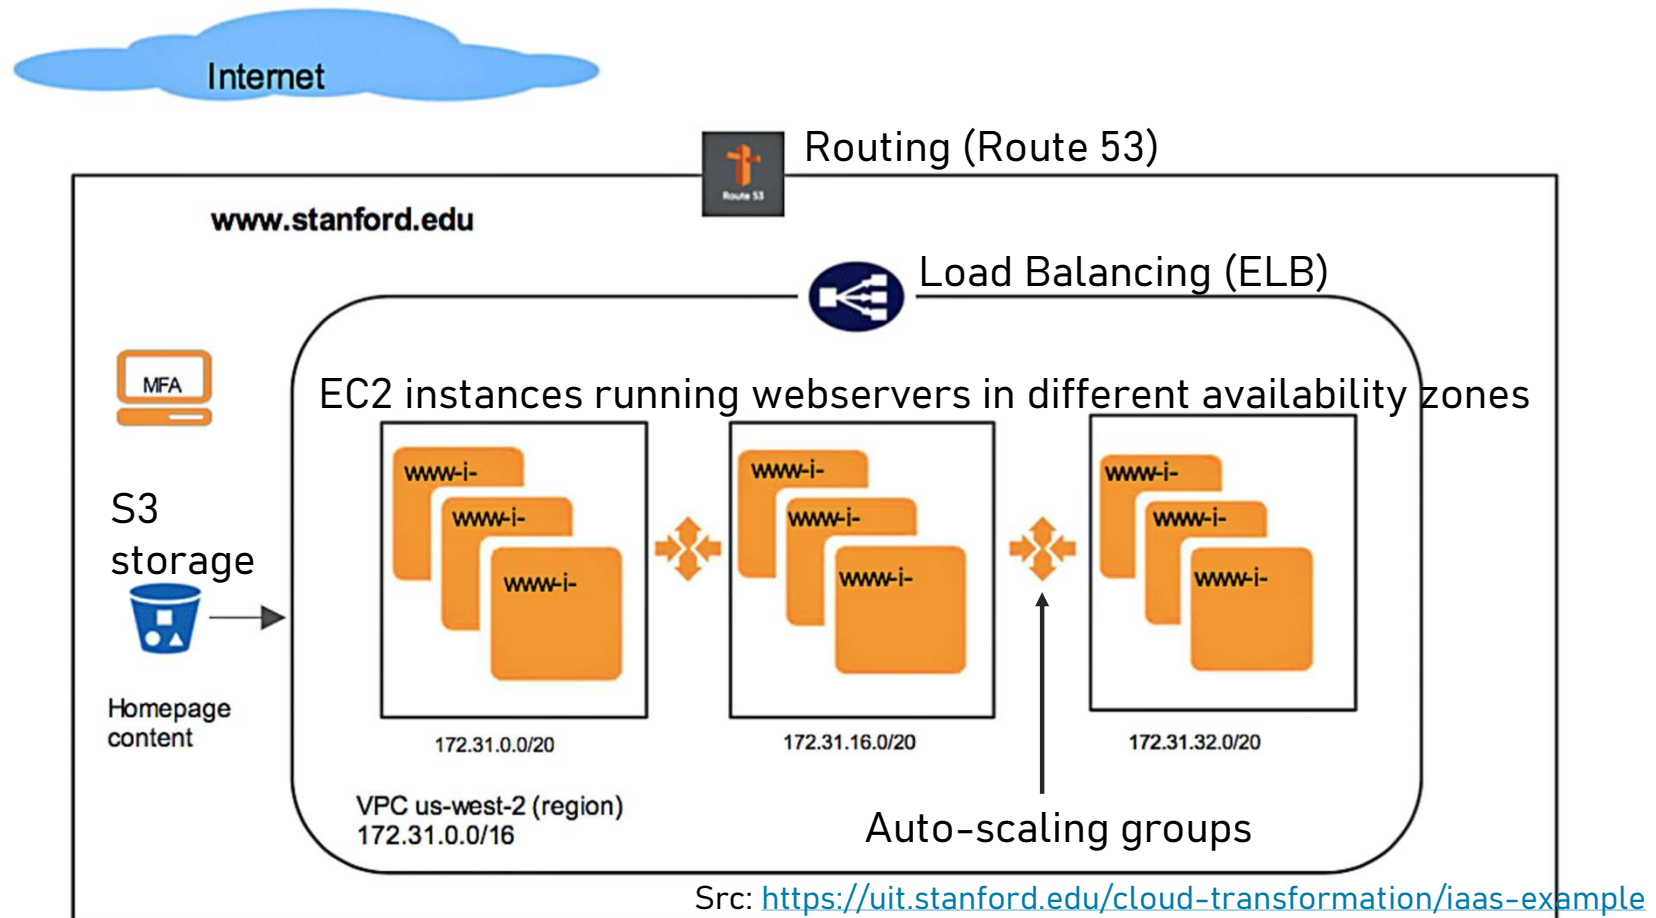 Internet
Routing (Route 53)
Route 53
www.stanford.edu
Load Balancing (ELB)
MFA
EC2 instances running webservers in different availability zones
www-i-
www-i-
www-i-
www-i-
www-i-
www-i-
www-i-
www-i-
www-i-
S3
storage
Homepage
content
172.31.0.0/20
172.31.16.0/20
172.31.32.0/20
VPC us-west-2 (region)
172.31.0.0/16
Auto-scaling groups
Src: https://uit.stanford.edu/cloud-transformation/iaas-example